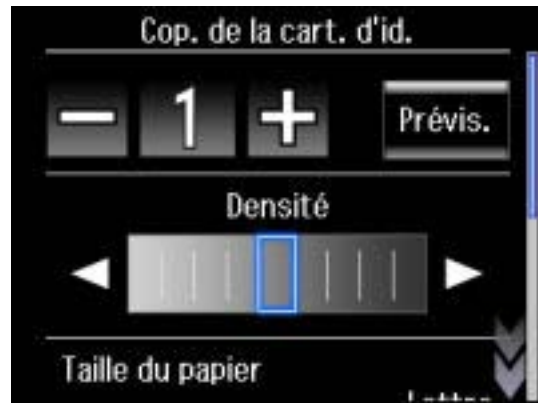 Cop. de la cart. d'id.
1 Prévis.
Densité
Taille du papier